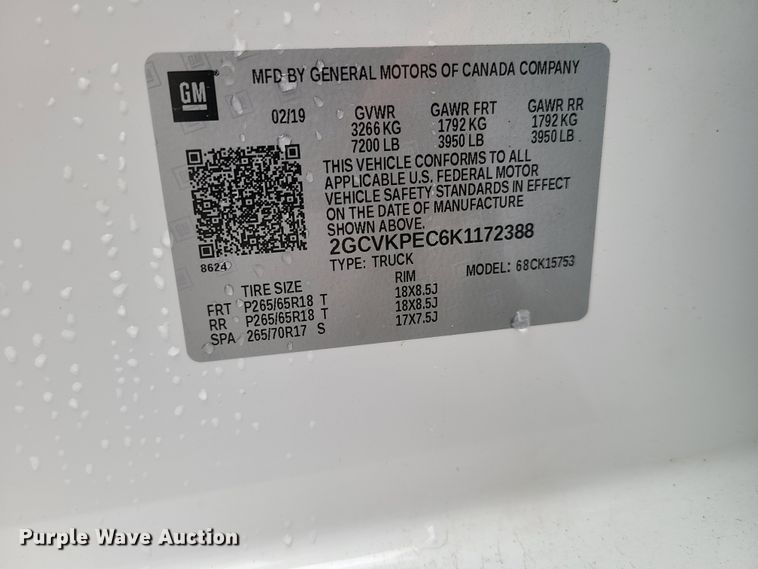 GM
MFD BY GENERAL MOTORS OF CANADA COMPANY
02/19 GVWR GAWR FRT GAWR RR
3266 KG 1792 KG 1792 KG
7200 LB 3950 LB 3950 LB
THIS VEHICLE CONFORMS TO ALL
APPLICABLE U.S. FEDERAL MOTOR
VEHICLE SAFETY STANDARDS IN EFFECT
ON THE DATE OF MANUFACTURE
SHOWN ABOVE.
2GCVKPEC6K1172388
8624 TYPE: TRUCK MODEL: 68CK15753
TIRE SIZE RIM
FRT P265/65R18 T 18X8.5J
RR P265/65R18 T 18X8.5J
SPA 265/70R17 S 17X7.5J
Purple Wave Auction